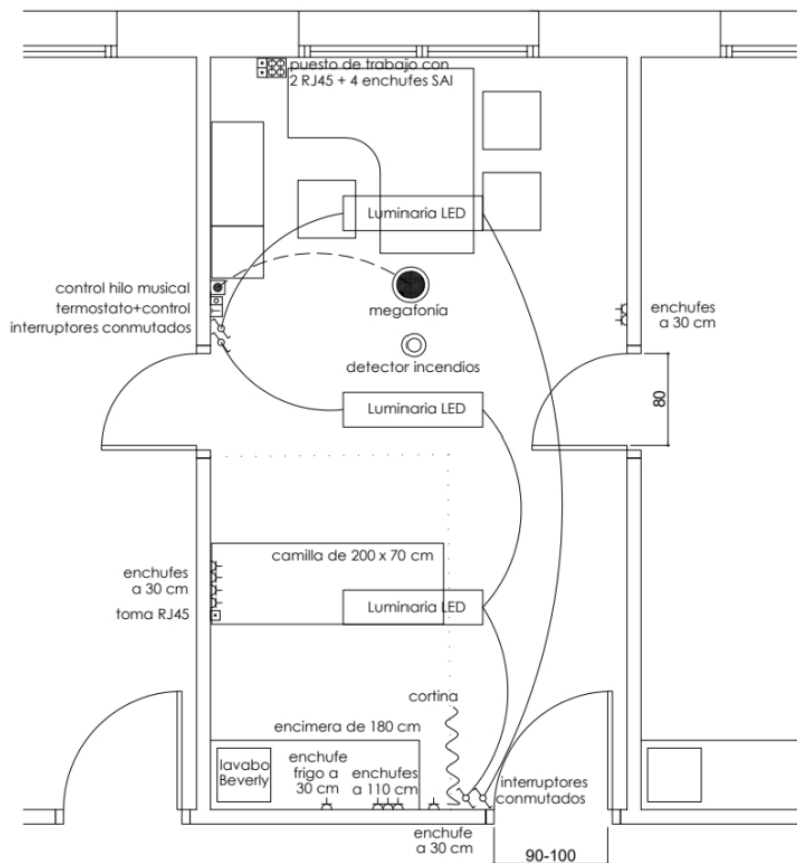 puesto de trabajo con
2 RJ45 + 4 enchufes SAI
Luminaria LED
control hilo musical
termostato+control
interruptores conmutados
megafonía
enchufes
a 30 cm
detector incendios
Luminaria LED
80
camilla de 200 x 70 cm
enchufes
a 30 cm
toma RJ45
Luminaria LED
cortina
encimera de 180 cm
lavabo
Beverly
enchufe
frigo a
30 cm
enchufes
a 110 cm
interruptores
conmutados
enchufe
a 30 cm
90-100